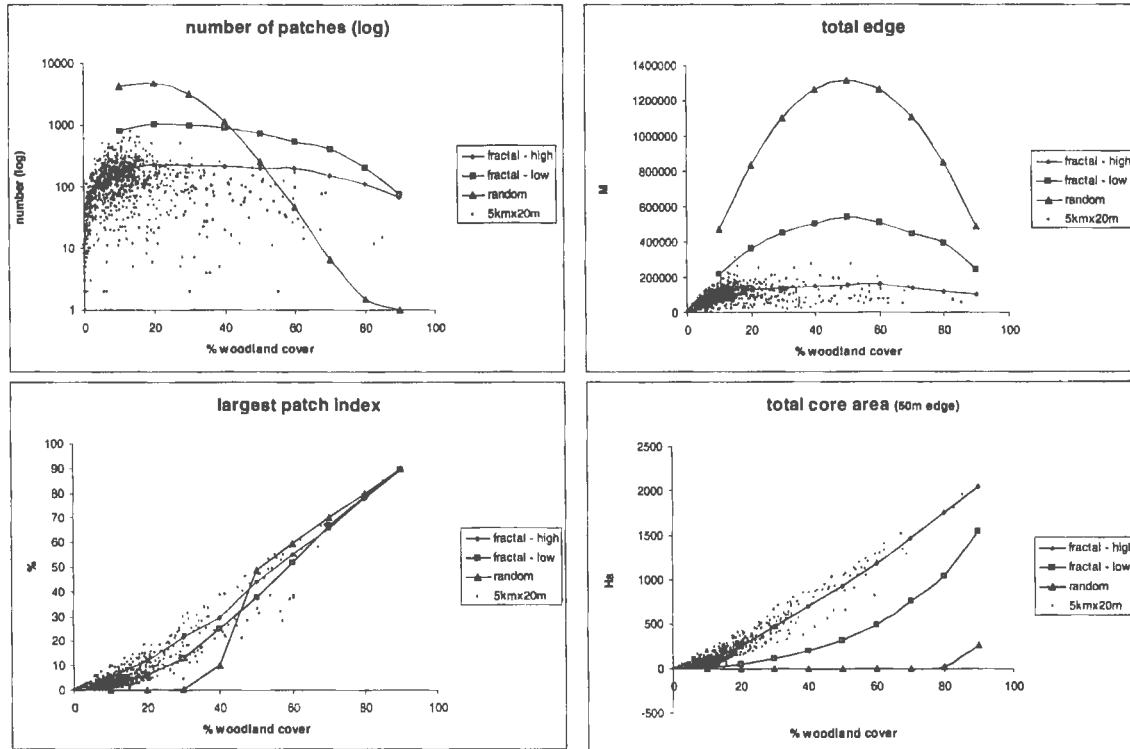 number of patches (log)
10000
1000
100
10
1
number (log)
0 20 40 60 80 100
% woodland cover
fractal - high
fractal - low
random
5kmx20m
total edge
1400000
1200000
1000000
800000
600000
400000
200000
0
M
0 20 40 60 80 100
% woodland cover
fractal - high
fractal - low
random
5kmx20m
largest patch index
100
90
80
70
60
50
40
30
20
10
0
%
0 20 40 60 80 100
% woodland cover
fractal - high
fractal - low
random
5kmx20m
total core area (50m edge)
2500
2000
1500
1000
500
0
-500
Ha
0 20 40 60 80 100
% woodland cover
fractal - high
fractal - low
random
5kmx20m